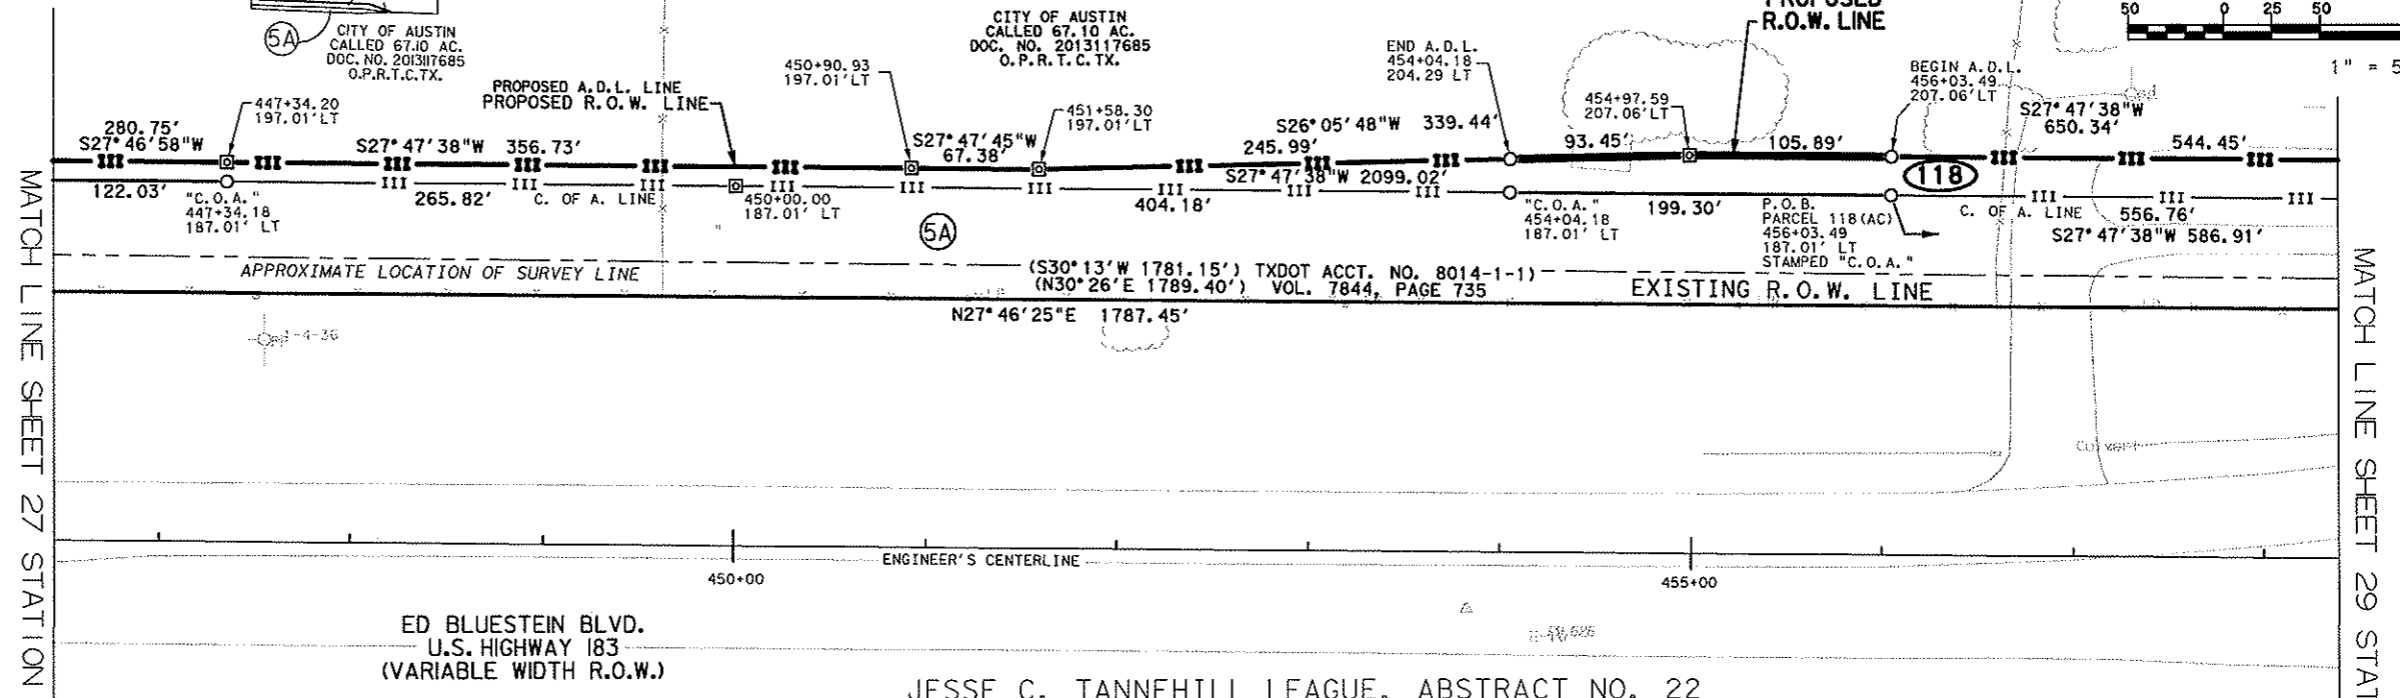 5A
CITY OF AUSTIN
CALLED 67.10 AC.
DOC. NO. 2013117685
O.P.R.T.C.TX.
CITY OF AUSTIN
CALLED 67.10 AC.
DOC. NO. 2013117685
O.P.R.T.C.TX.
R.O.W. LINE
50 0 25 50
PROPOSED A.D.L. LINE
PROPOSED R.O.W. LINE
450+90.93
197.01'LT
END A.D.L.
454+04.18
204.29 LT
BEGIN A.D.L.
456+03.49
207.06'LT
447+34.20
197.01'LT
451+58.30
197.01'LT
454+97.59
207.06'LT
280.75'
S27°46'58"W
S27°47'38"W 356.73'
S27°47'45"W
67.38'
245.99'
S26°05'48"W 339.44'
93.45'
105.89'
S27°47'38"W
650.34'
544.45'
118
122.03'
"C.O.A."
447+34.18
187.01' LT
265.82'
C. OF A. LINE
450+00.00
187.01' LT
S27°47'38"W 2099.02'
404.18'
"C.O.A."
454+04.18
187.01' LT
199.30'
P.O.B.
PARCEL 118(AC)
456+03.49
187.01' LT
STAMPED "C.O.A."
C. OF A. LINE
556.76'
S27°47'38"W 586.91'
5A
APPROXIMATE LOCATION OF SURVEY LINE
(S30°13'W 1781.15') TXDOT ACCT. NO. 8014-1-1)
(N30°26'E 1789.40') VOL. 7844, PAGE 735
EXISTING R.O.W. LINE
N27°46'25"E 1787.45'
MATCH LINE SHEET 27 STATION
MATCH LINE SHEET 29
Culvert
ENGINEER'S CENTERLINE
450+00
455+00
ED BLUESTEIN BLVD.
U.S. HIGHWAY 183
(VARIABLE WIDTH R.O.W.)
JESSE C. TANNEHILL LEAGUE, ABSTRACT NO. 22